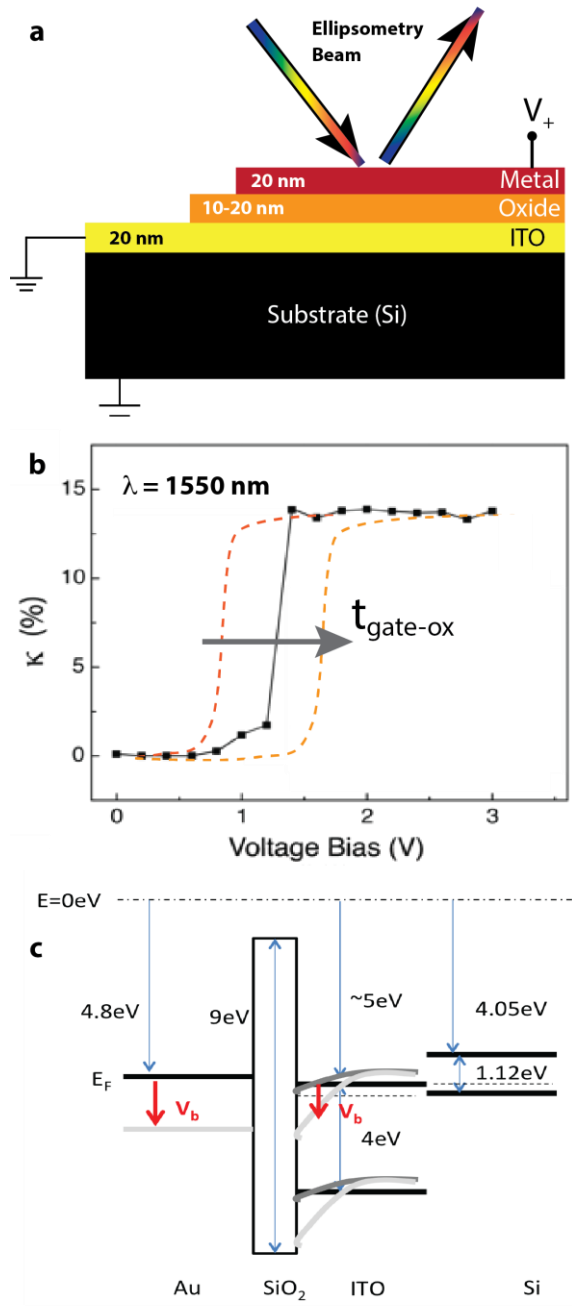 a
Ellipsometry
Beam
V+
20 nm Metal
10-20 nm Oxide
20 nm ITO
Substrate (Si)
b
λ = 1550 nm
15
10
5
0
κ (%)
t gate-ox
0 1 2 3
Voltage Bias (V)
E=0eV
c
4.8eV 9eV ~5eV 4.05eV
EF Vb Vb 1.12eV
4eV
Au SiO2 ITO Si